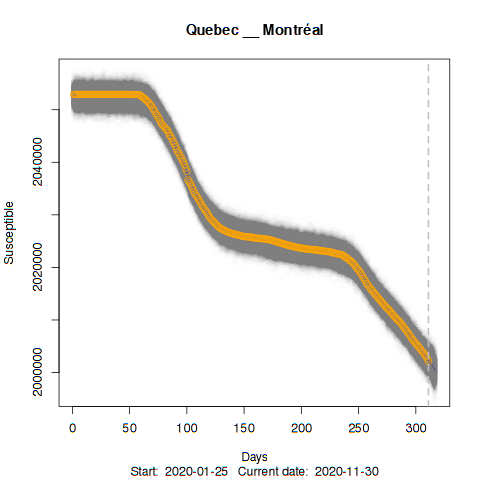 Quebec __ Montréal
Susceptible
2040000
2020000
2000000
0 50 100 150 200 250 300
Days
Start: 2020-01-25 Current date: 2020-11-30